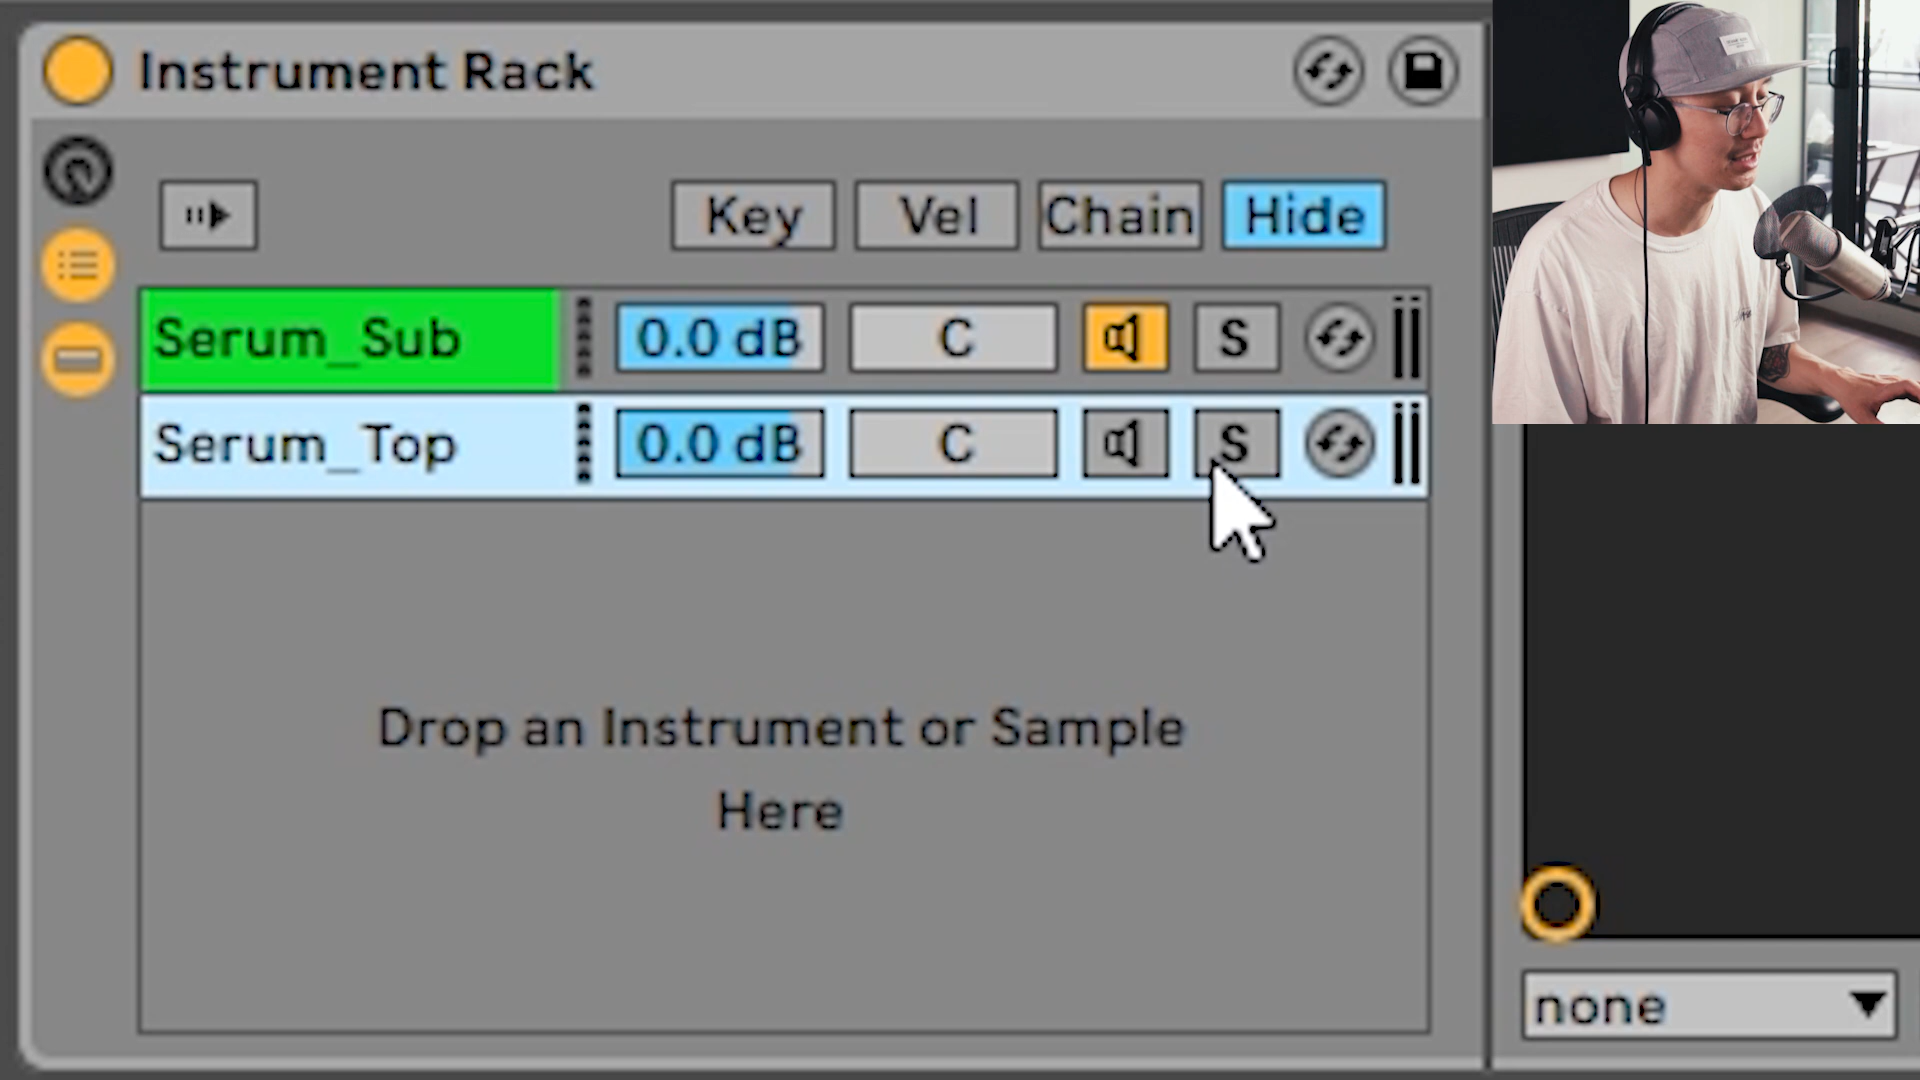 Instrument Rack
Key Vel Chain Hide
Serum_Sub 0.0 dB C S
Serum_Top 0.0 dB C S
Drop an Instrument or Sample
Here
none